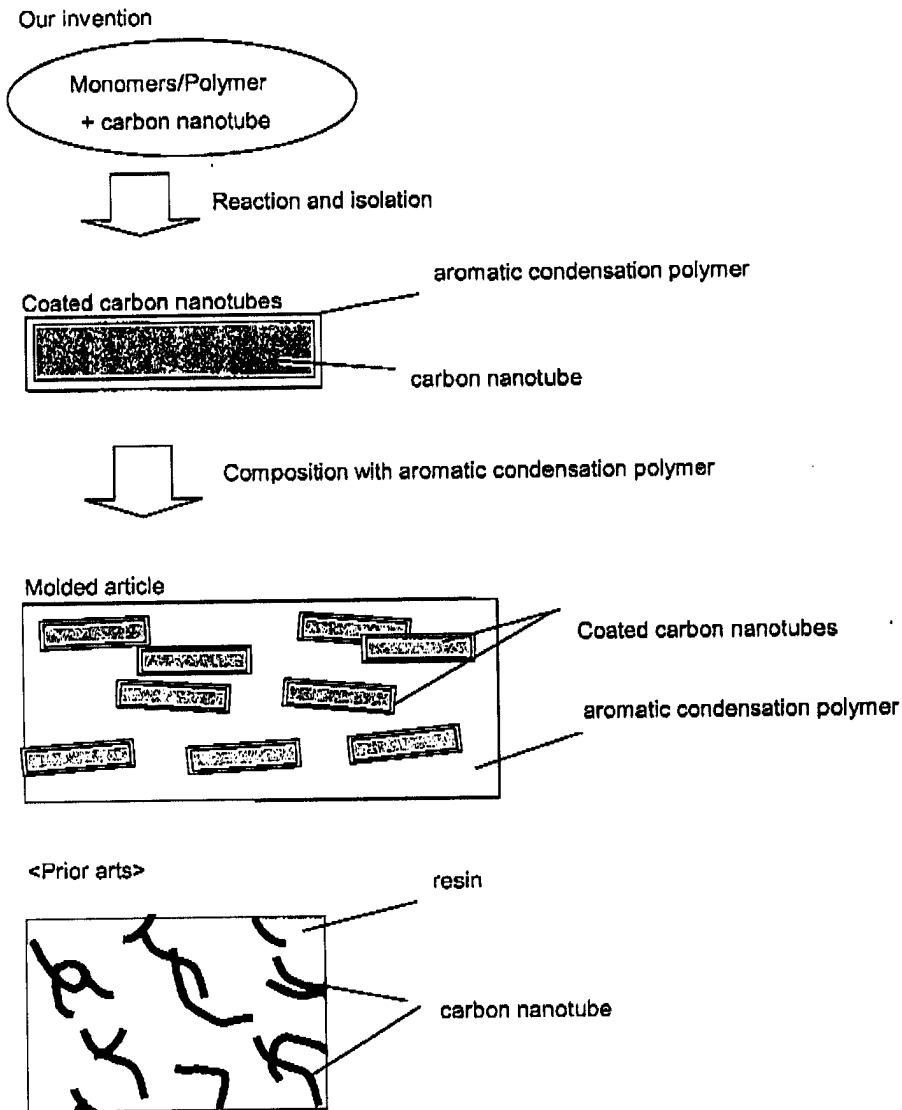 Our invention
Monomers/Polymer
+ carbon nanotube
Reaction and isolation
aromatic condensation polymer
Coated carbon nanotubes
carbon nanotube
Composition with aromatic condensation polymer
Molded article
Coated carbon nanotubes
aromatic condensation polymer
<Prior arts>
resin
carbon nanotube